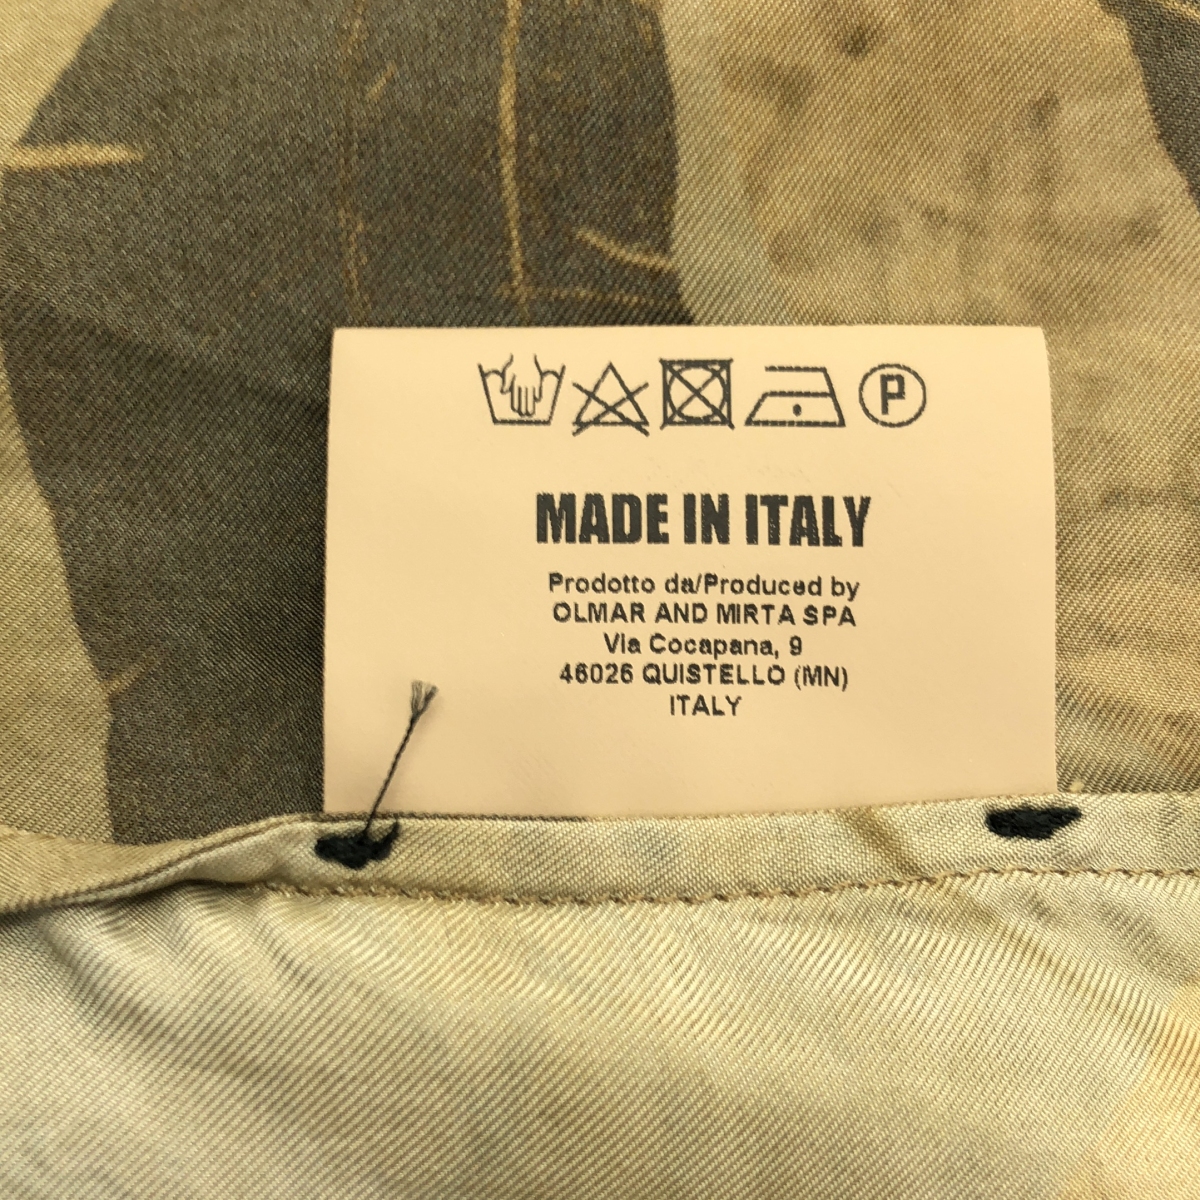 P
MADE IN ITALY
Prodotto da/Produced by
OLMAR AND MIRTA SPA
Via Cocapana, 9
46026 QUISTELLO (MN)
ITALY